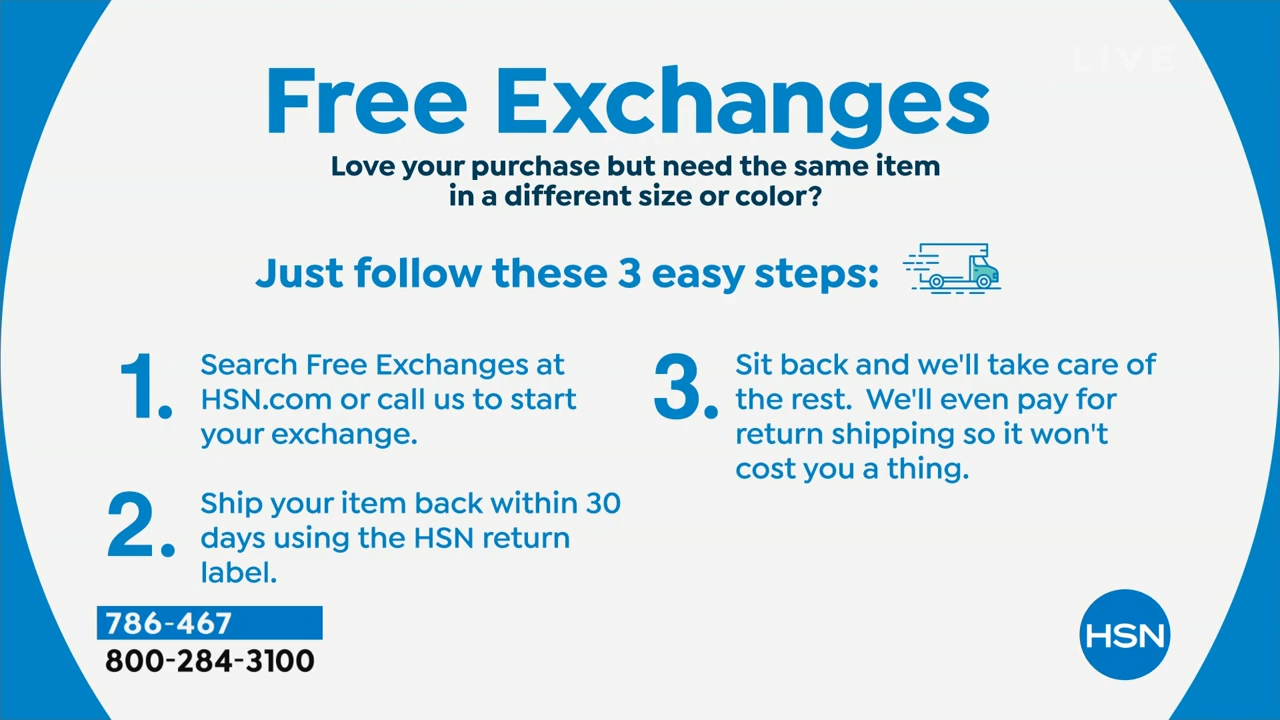 LIVE
Free Exchanges
Love your purchase but need the same item
in a different size or color?
Just follow these 3 easy steps:
1. Search Free Exchanges at
HSN.com or call us to start
your exchange.
2. Ship your item back within 30
days using the HSN return
label.
3. Sit back and we'll take care of
the rest. We'll even pay for
return shipping so it won't
cost you a thing.
786-467
800-284-3100
HSN